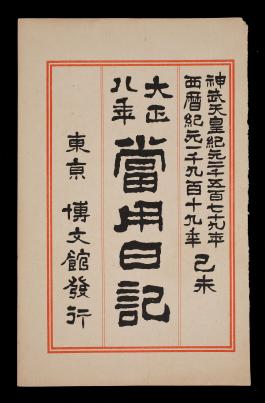 神武天皇紀元二千五百七十九年
西曆紀元一千九百十九年 己未
大正八年
當用日記
東京 博文館發行